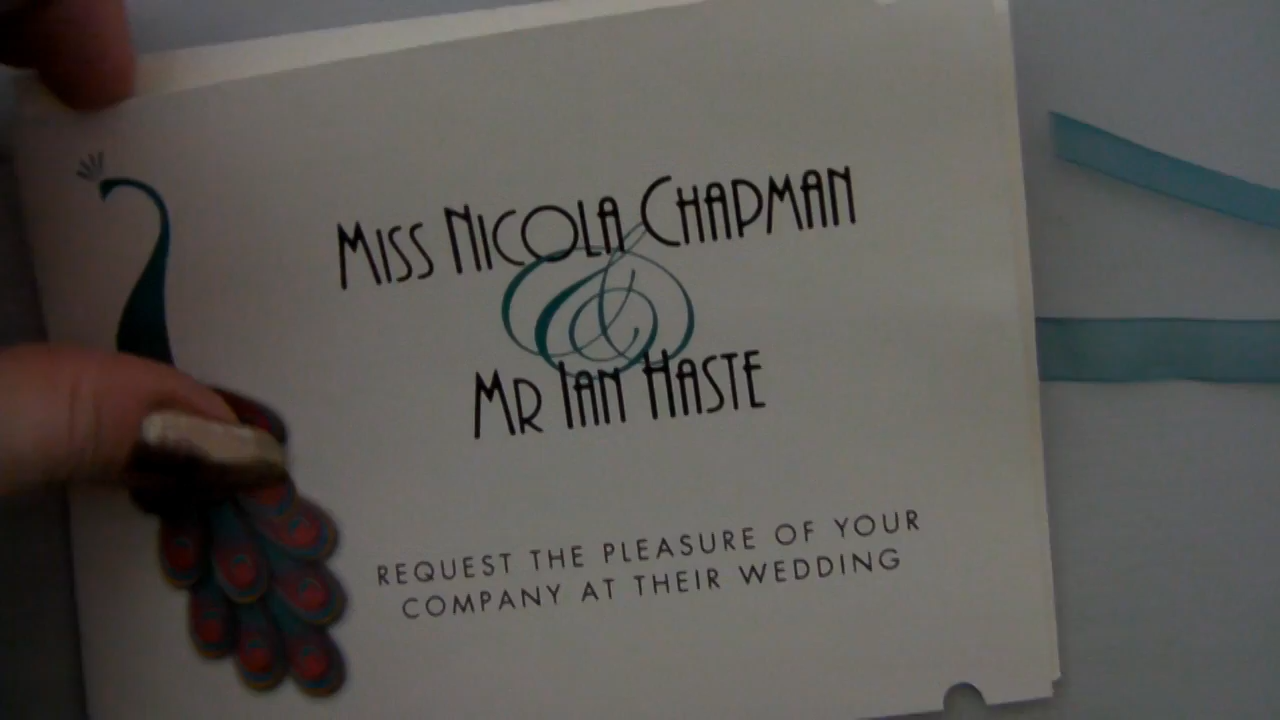 Miss Nicola Chapman
&
Mr Ian Haste
REQUEST THE PLEASURE OF YOUR
COMPANY AT THEIR WEDDING